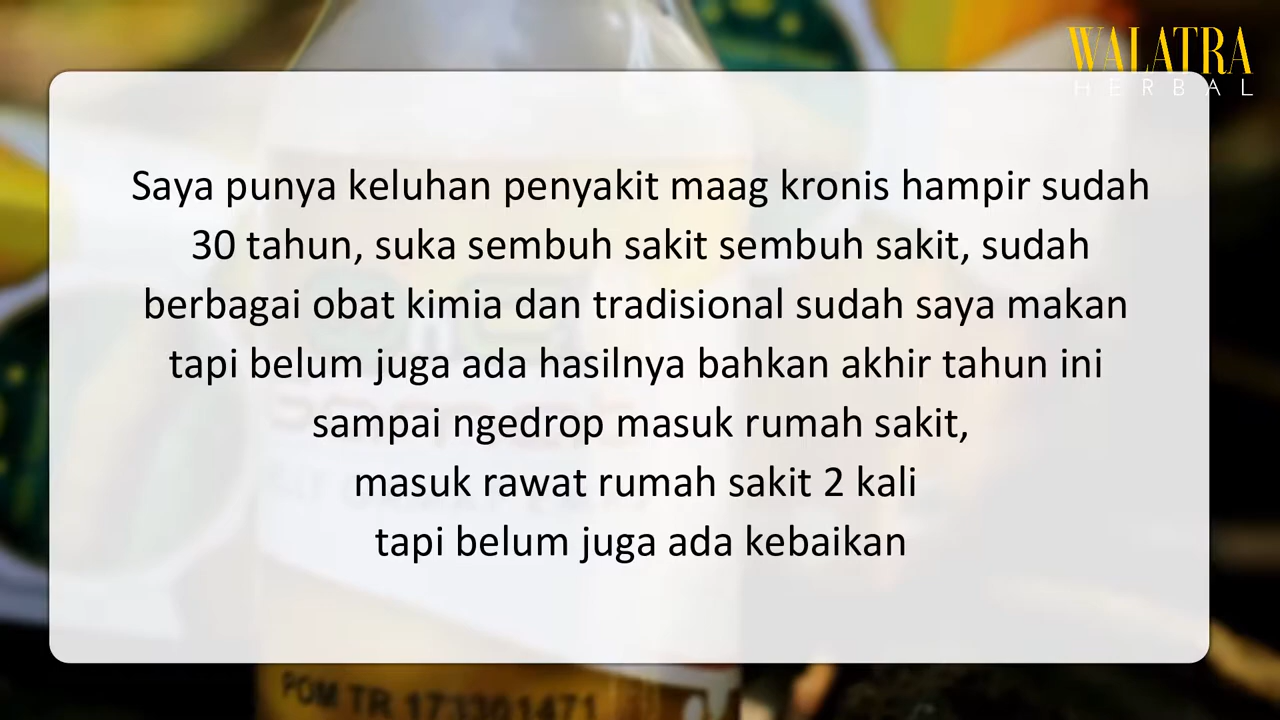 WALATRA
HERBAL
Saya punya keluhan penyakit maag kronis hampir sudah
30 tahun, suka sembuh sakit sembuh sakit, sudah
berbagai obat kimia dan tradisional sudah saya makan
tapi belum juga ada hasilnya bahkan akhir tahun ini
sampai ngedrop masuk rumah sakit,
masuk rawat rumah sakit 2 kali
tapi belum juga ada kebaikan
POM TR 173301471